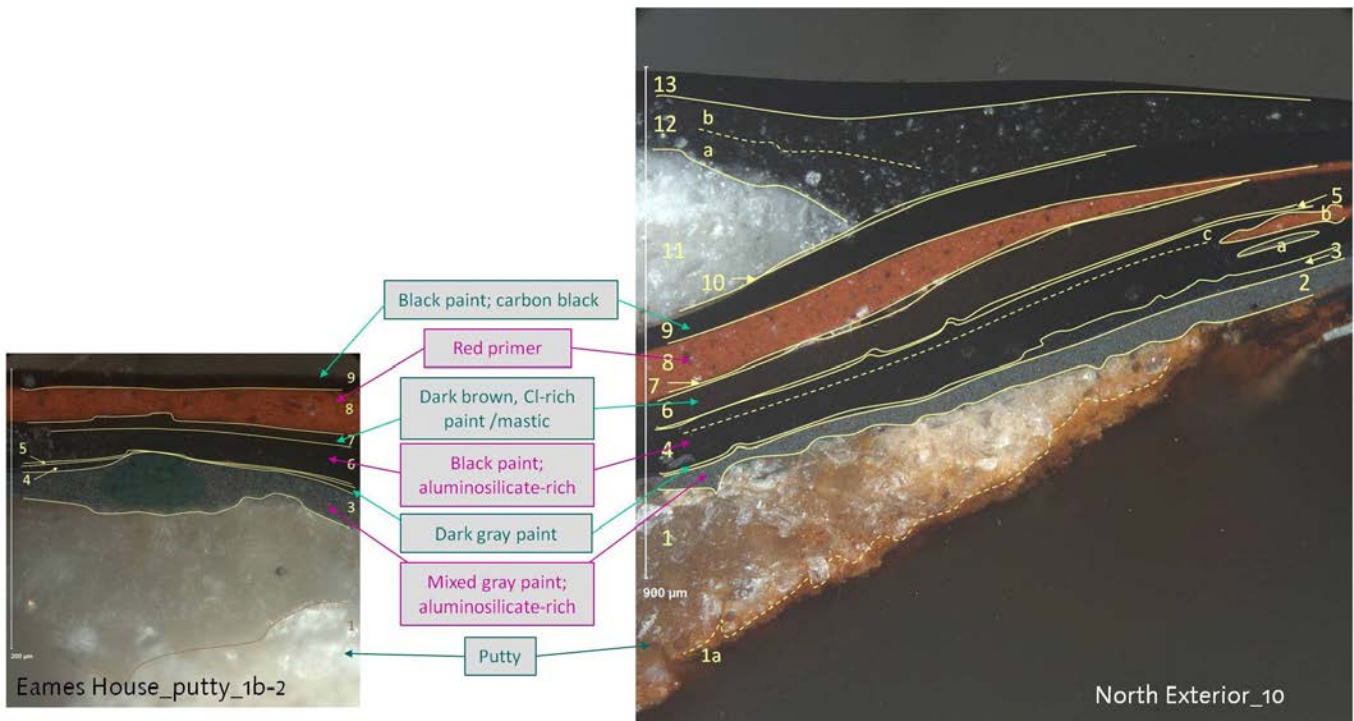 13
b
12
a
11
10
9
8
7
6
5
b
c
a
3
2
4
1
900 µm
1a
North Exterior_10
Black paint; carbon black
Red primer
Dark brown, Cl-rich
paint /mastic
Black paint;
aluminosilicate-rich
Dark gray paint
Mixed gray paint;
aluminosilicate-rich
Putty
9
8
7
5
6
4
3
1
200 µm
Eames House_putty_1b-2